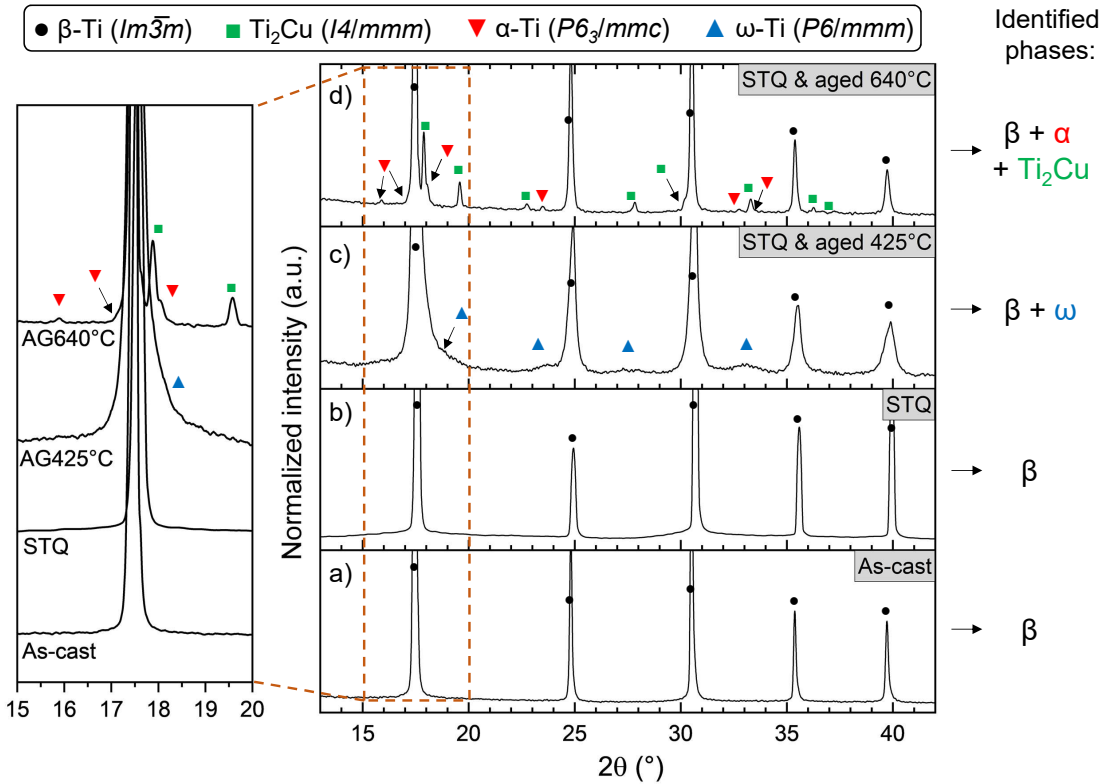 β-Ti (Im3̅m) Ti₂Cu (I4/mmm) α-Ti (P6₃/mmc) ω-Ti (P6/mmm)
Identified
phases:
d)
STQ & aged 640°C
β + α
+ Ti₂Cu
c)
STQ & aged 425°C
β + ω
b)
STQ
β
a)
As-cast
β
AG640°C
AG425°C
STQ
As-cast
15 16 17 18 19 20
Normalized intensity (a.u.)
15 20 25 30 35 40
2θ (°)